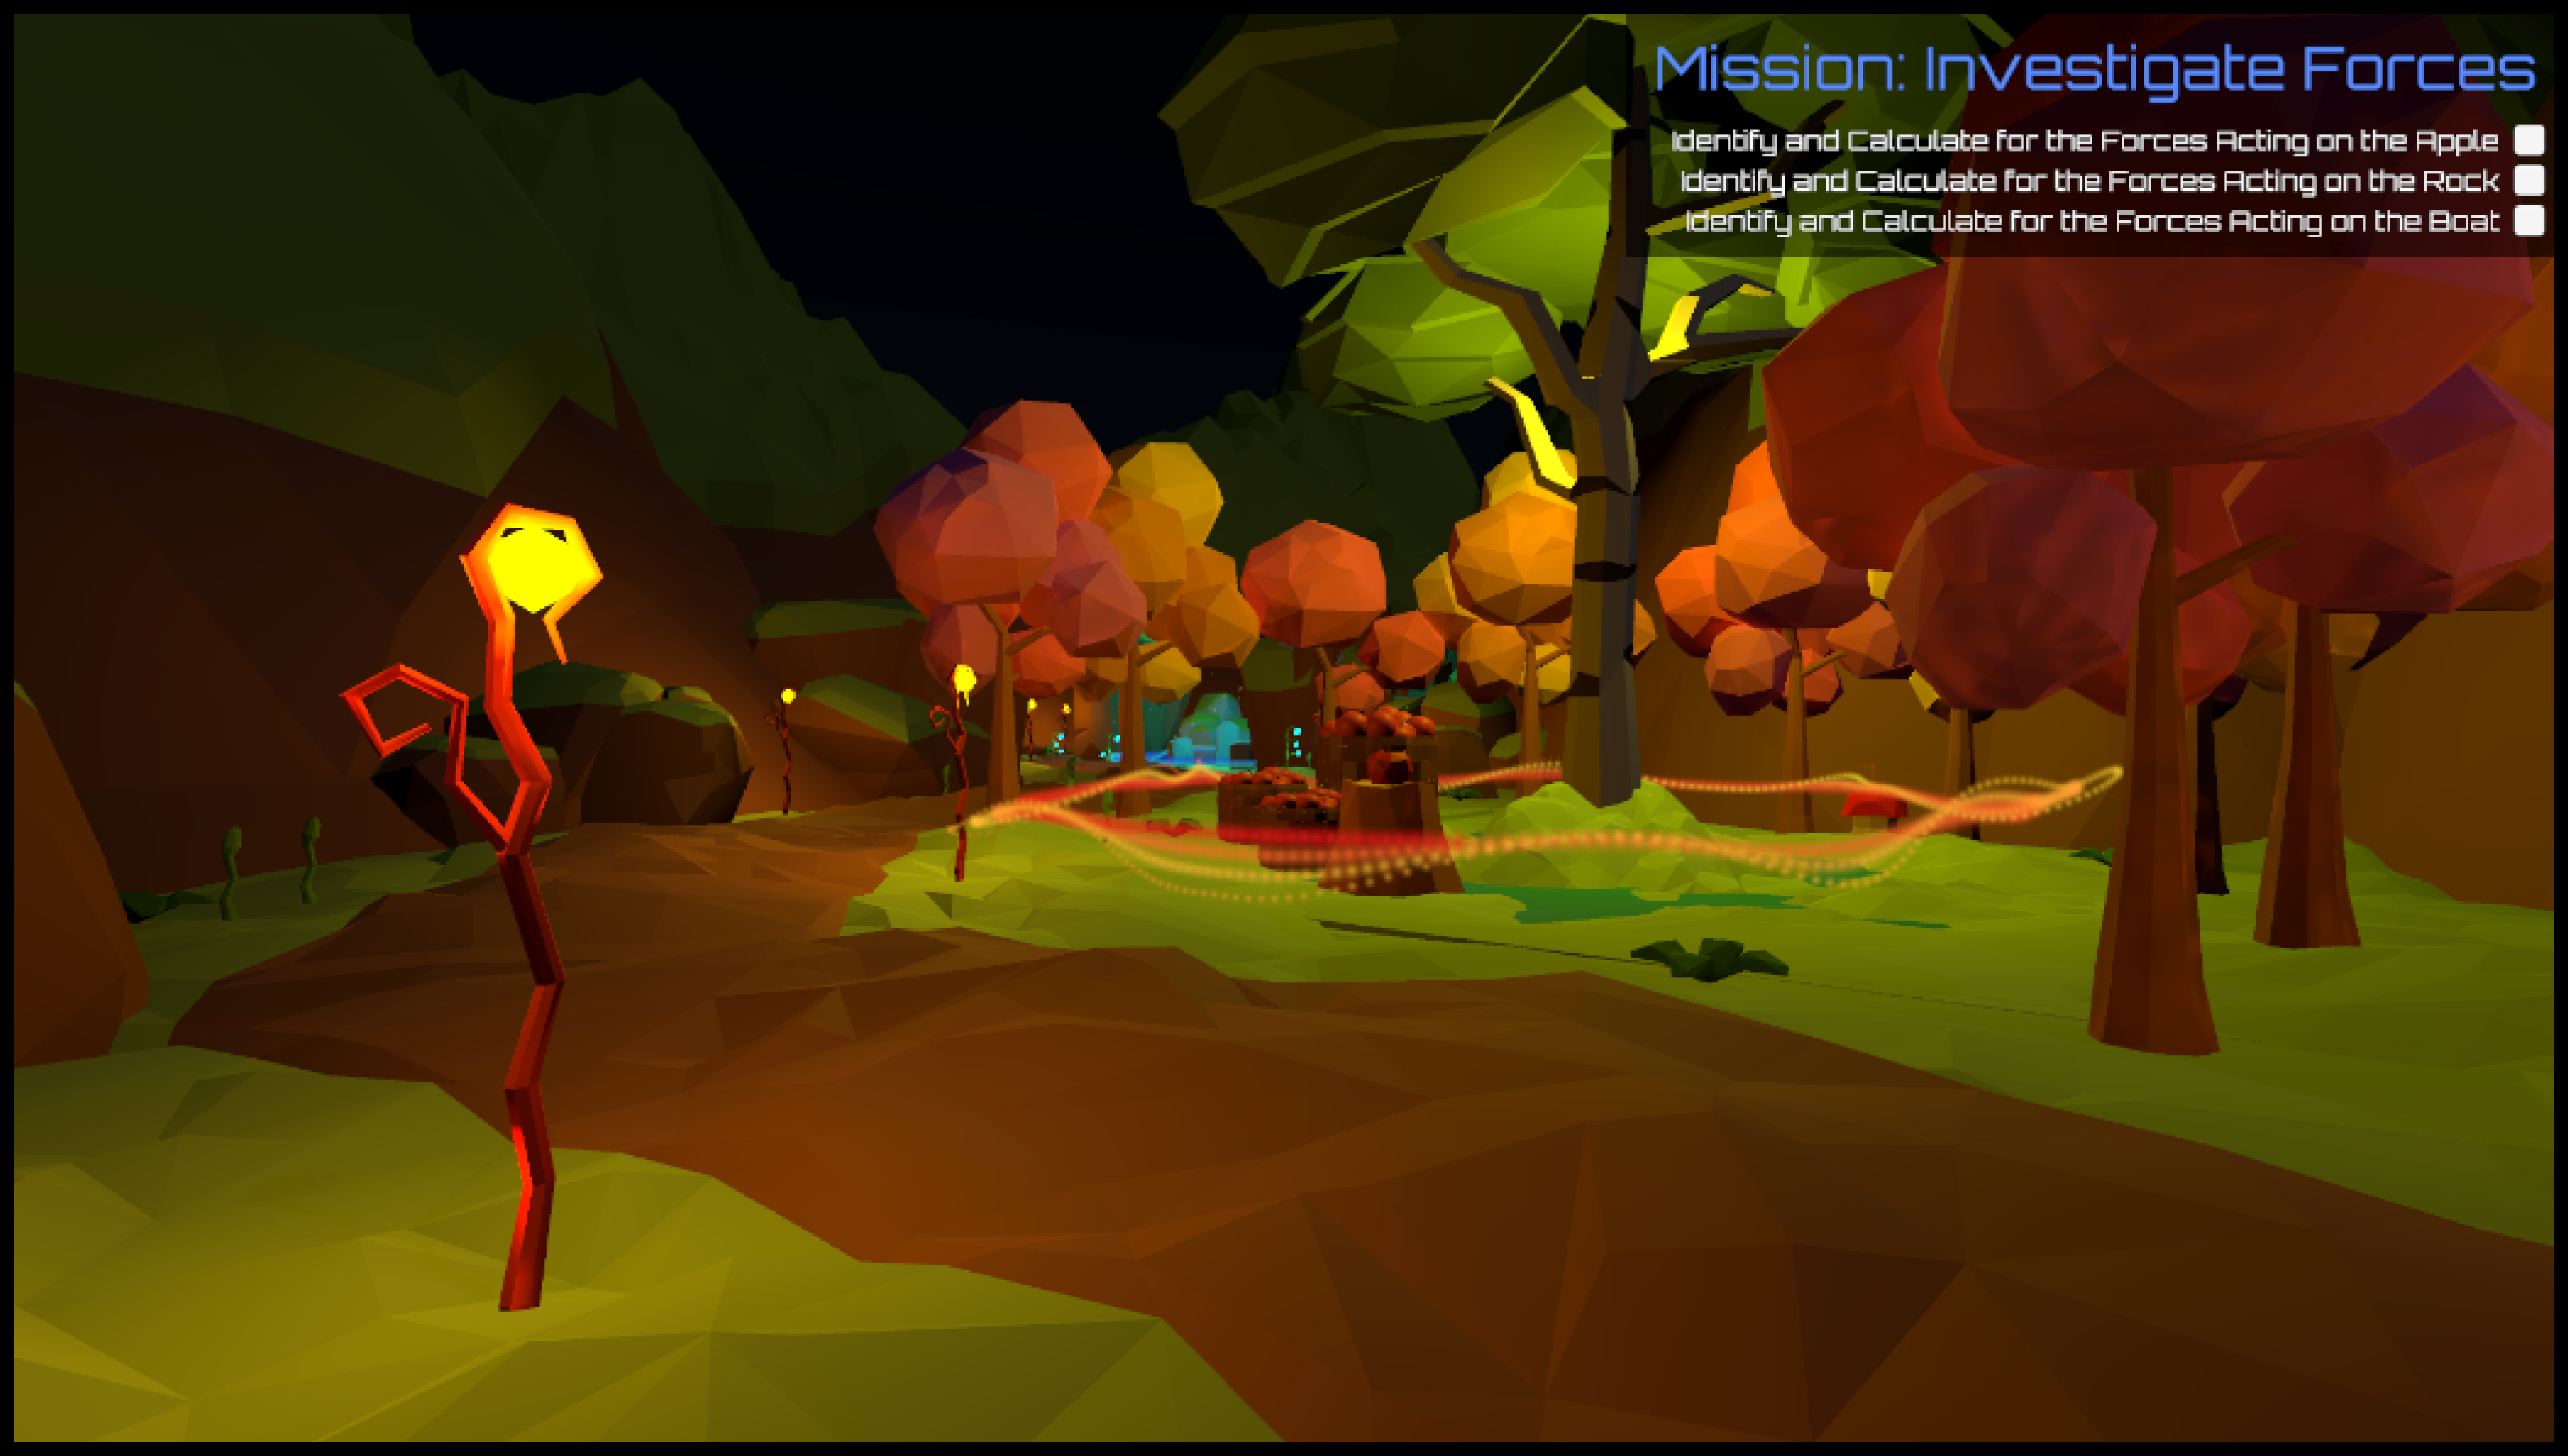 Mission: Investigate Forces
Identify and Calculate for the Forces Acting on the Apple
Identify and Calculate for the Forces Acting on the Rock
Identify and Calculate for the Forces Acting on the Boat